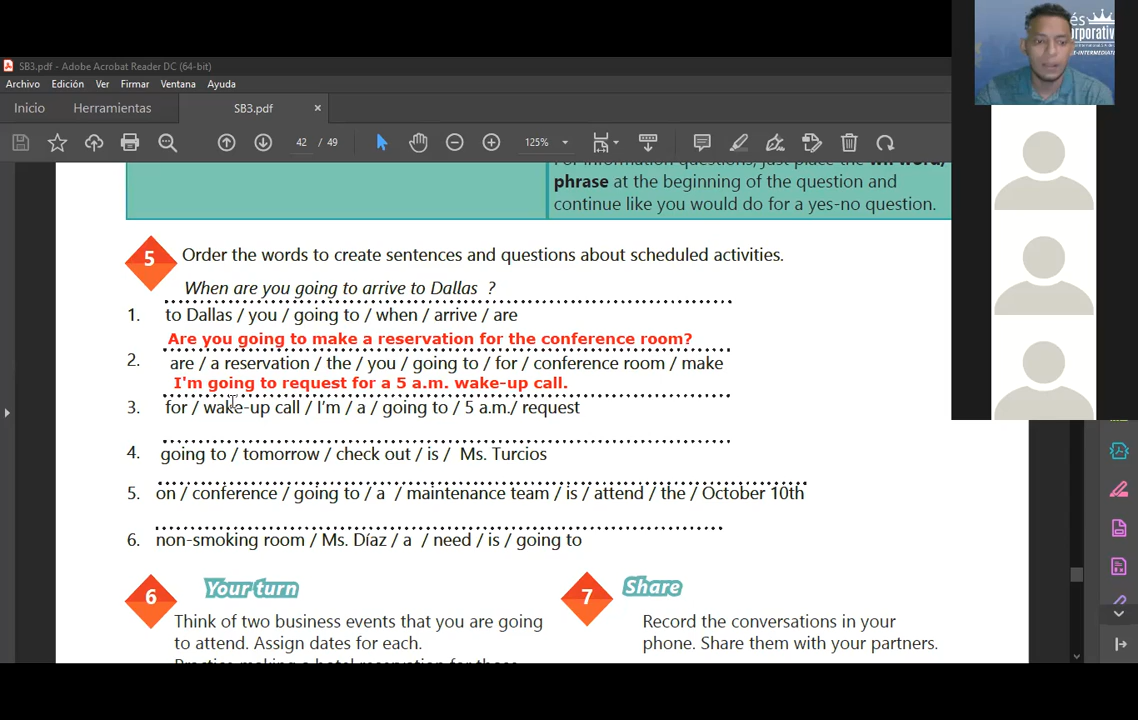 SB3.pdf - Adobe Acrobat Reader DC (64-bit)
Archivo Edición Ver Firmar Ventana Ayuda
Inicio Herramientas SB3.pdf ×
42 / 49 125%
For information questions, just place the wh-word/
phrase at the beginning of the question and
continue like you would do for a yes-no question.
5 Order the words to create sentences and questions about scheduled activities.
When are you going to arrive to Dallas ?
1. to Dallas / you / going to / when / arrive / are
Are you going to make a reservation for the conference room?
2. are / a reservation / the / you / going to / for / conference room / make
I'm going to request for a 5 a.m. wake-up call.
3. for / wake-up call / I'm / a / going to / 5 a.m./ request
4. going to / tomorrow / check out / is / Ms. Turcios
5. on / conference / going to / a / maintenance team / is / attend / the / October 10th
6. non-smoking room / Ms. Díaz / a / need / is / going to
6 Your turn
Think of two business events that you are going
to attend. Assign dates for each.
7 Share
Record the conversations in your
phone. Share them with your partners.